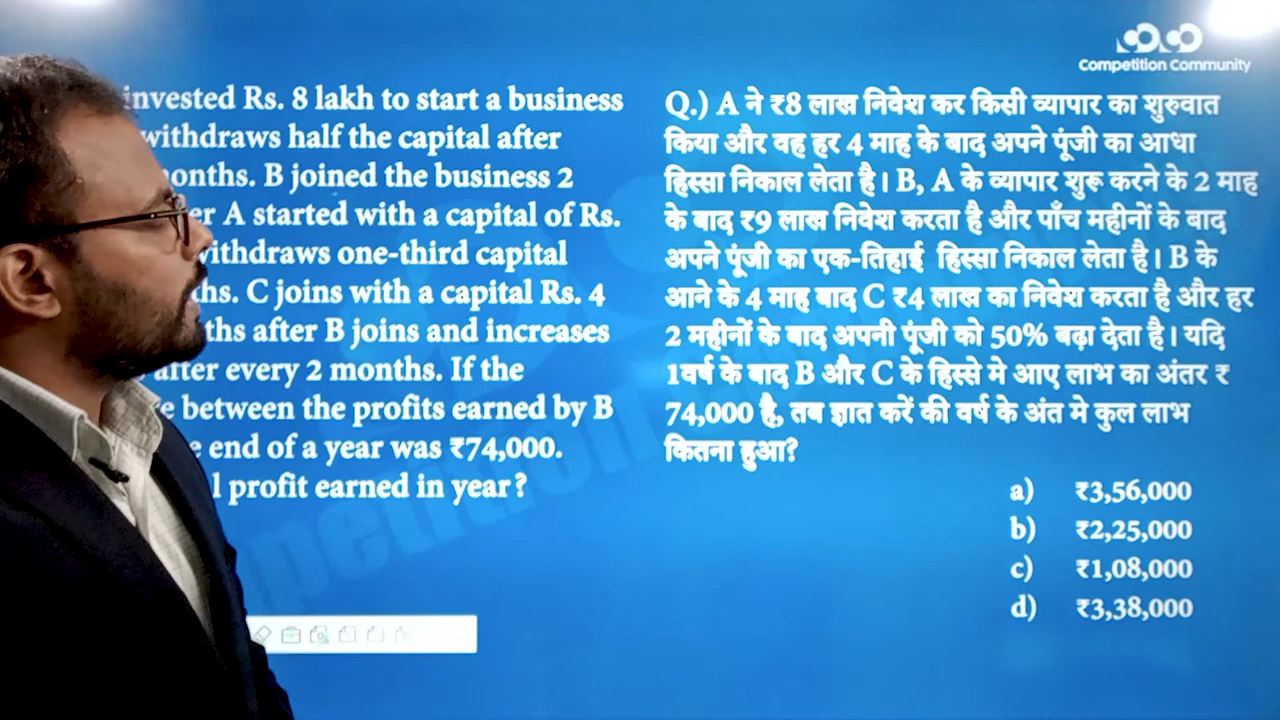 Competition Community
invested Rs. 8 lakh to start a business
withdraws half the capital after
onths. B joined the business 2
er A started with a capital of Rs.
withdraws one-third capital
ths. C joins with a capital Rs. 4
ths after B joins and increases
after every 2 months. If the
e between the profits earned by B
e end of a year was ₹74,000.
l profit earned in year?
Q.) A ने ₹8 लाख निवेश कर किसी व्यापार का शुरुवात
किया और वह हर 4 माह के बाद अपने पूंजी का आधा
हिस्सा निकाल लेता है। B, A के व्यापार शुरू करने के 2 माह
के बाद ₹9 लाख निवेश करता है और पाँच महीनों के बाद
अपने पूंजी का एक-तिहाई हिस्सा निकाल लेता है। B के
आने के 4 माह बाद C ₹4 लाख का निवेश करता है और हर
2 महीनों के बाद अपनी पूंजी को 50% बढ़ा देता है। यदि
1वर्ष के बाद B और C के हिस्से मे आए लाभ का अंतर ₹
74,000 है, तब ज्ञात करें की वर्ष के अंत मे कुल लाभ
कितना हुआ?
a) ₹3,56,000
b) ₹2,25,000
c) ₹1,08,000
d) ₹3,38,000